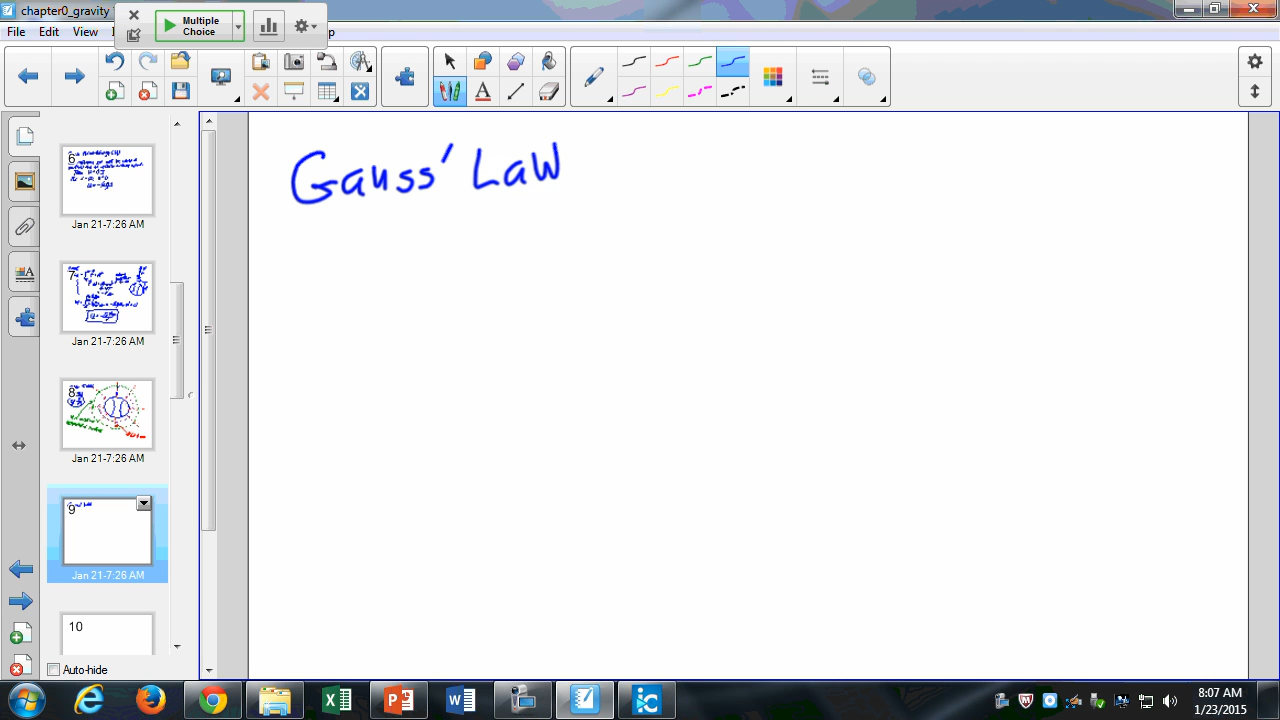 chapter0_gravity
Multiple
Choice
File Edit View
6
Jan 21-7:26 AM
7
Jan 21-7:26 AM
8
Jan 21-7:26 AM
9
Jan 21-7:26 AM
10
Auto-hide
Gauss' Law
8:07 AM
1/23/2015